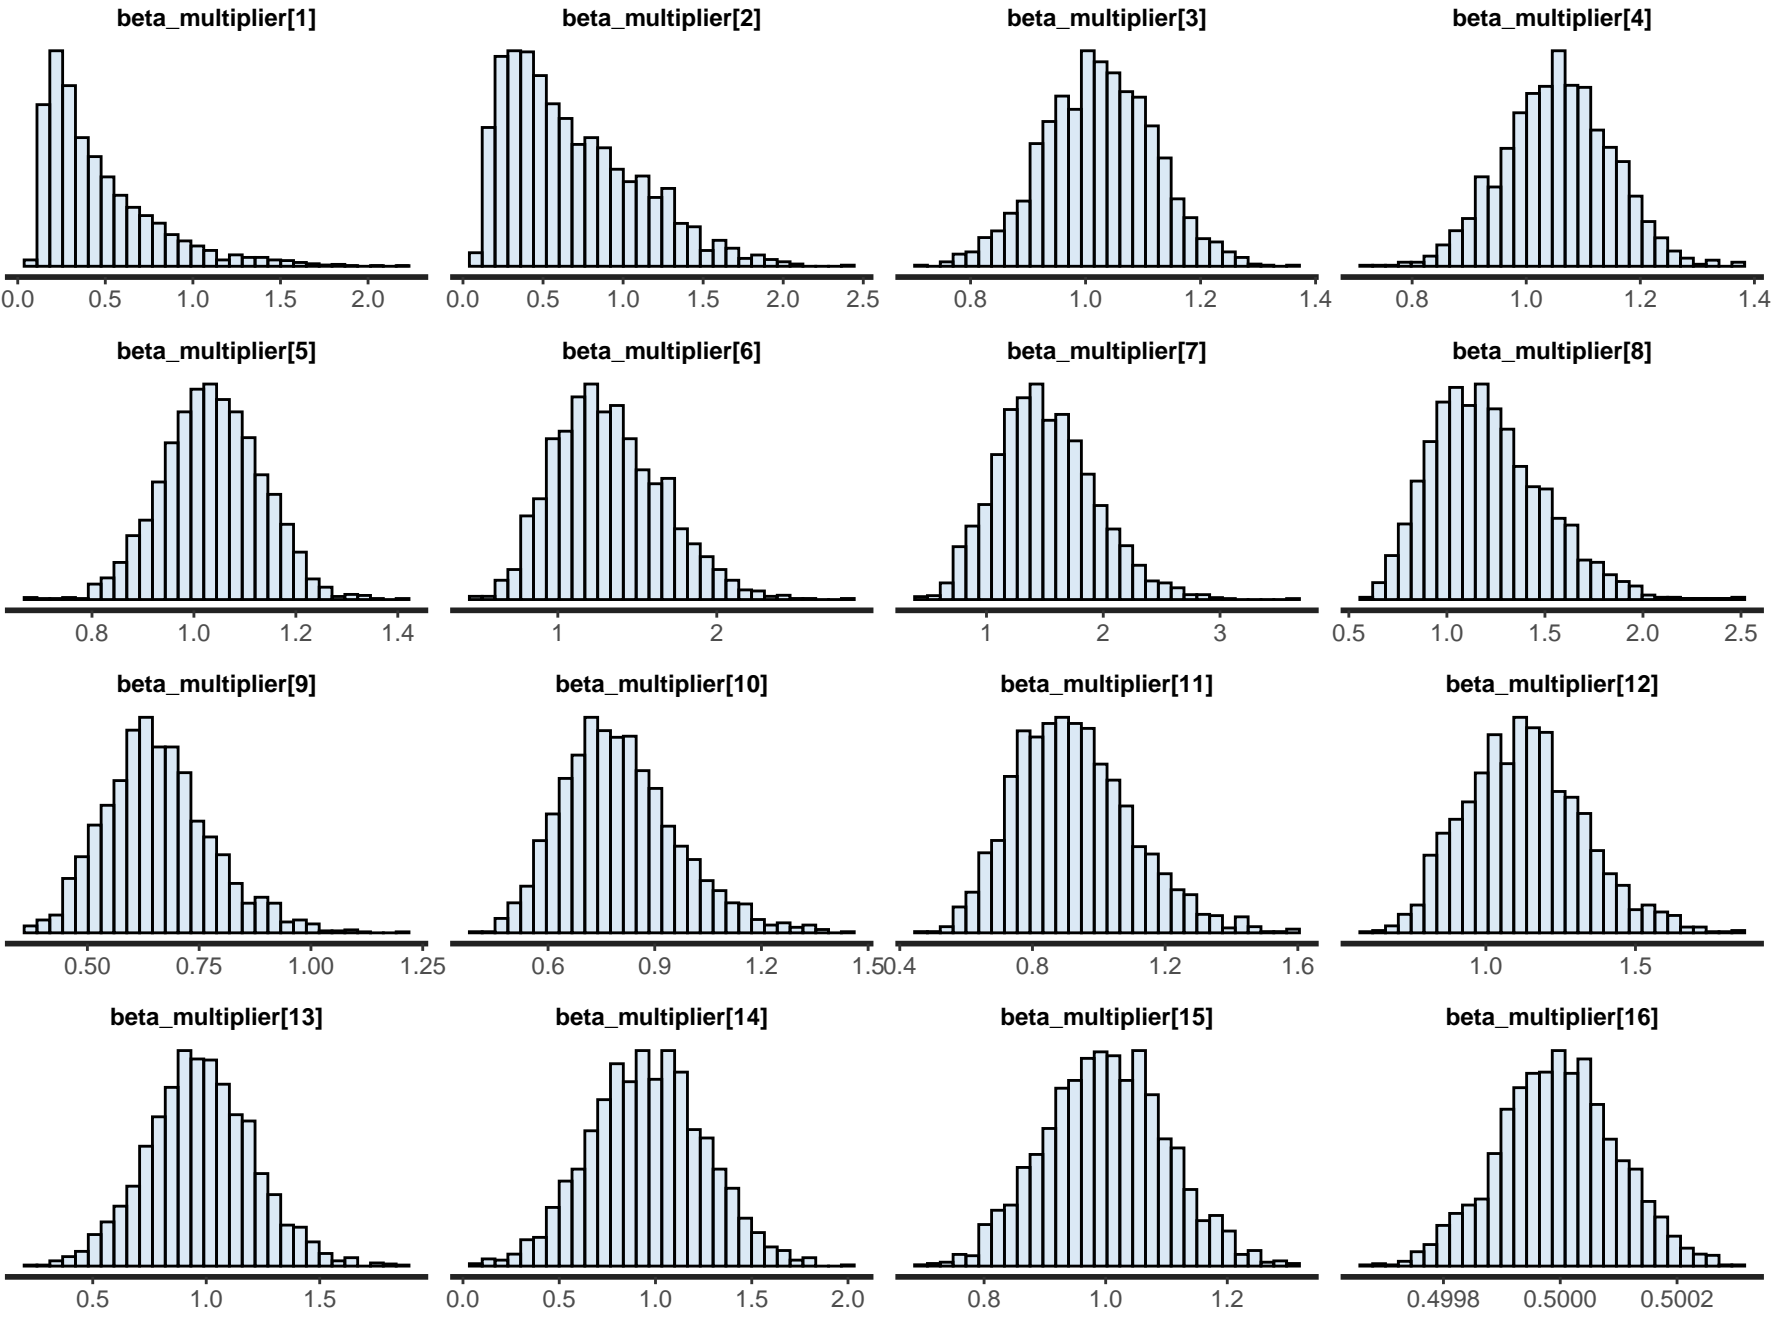 beta_multiplier[1] beta_multiplier[2] beta_multiplier[3] beta_multiplier[4]
0.0 0.5 1.0 1.5 2.0 0.0 0.5 1.0 1.5 2.0 2.5 0.8 1.0 1.2 1.4 0.8 1.0 1.2 1.4
beta_multiplier[5] beta_multiplier[6] beta_multiplier[7] beta_multiplier[8]
0.8 1.0 1.2 1.4 1 2 1 2 3 0.5 1.0 1.5 2.0 2.5
beta_multiplier[9] beta_multiplier[10] beta_multiplier[11] beta_multiplier[12]
0.50 0.75 1.00 1.25 0.6 0.9 1.2 1.5 0.4 0.8 1.2 1.6 1.0 1.5
beta_multiplier[13] beta_multiplier[14] beta_multiplier[15] beta_multiplier[16]
0.5 1.0 1.5 0.0 0.5 1.0 1.5 2.0 0.8 1.0 1.2 0.4998 0.5000 0.5002